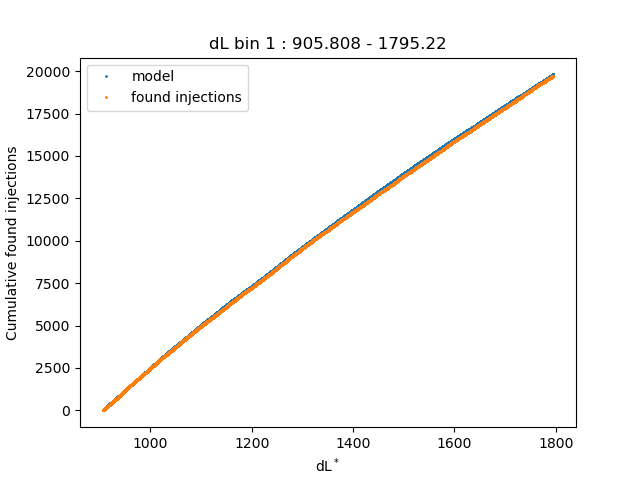 dL bin 1 : 905.808 - 1795.22
model
found injections
20000
17500
15000
12500
10000
7500
5000
2500
0
Cumulative found injections
1000 1200 1400 1600 1800
dL*